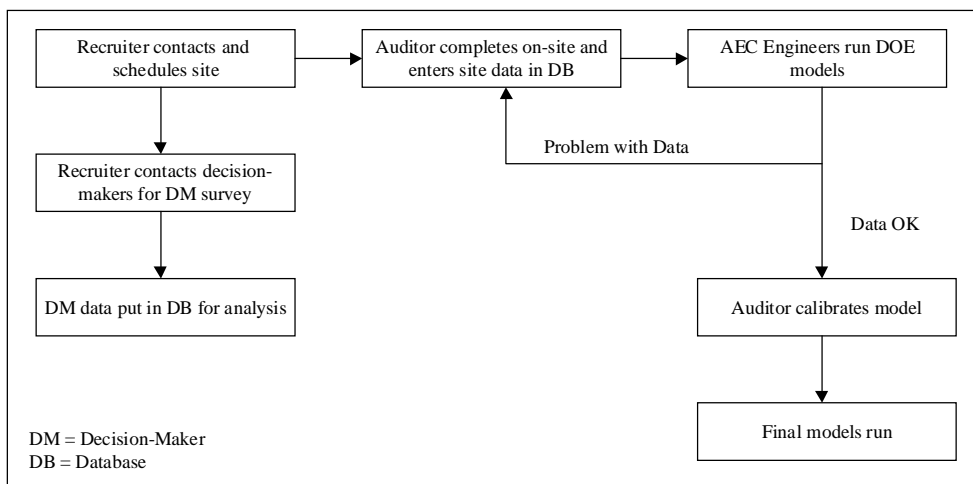 Recruiter contacts and
schedules site
Auditor completes on-site and
enters site data in DB
AEC Engineers run DOE
models
Problem with Data
Recruiter contacts decision-
makers for DM survey
Data OK
DM data put in DB for analysis
Auditor calibrates model
Final models run
DM = Decision-Maker
DB = Database